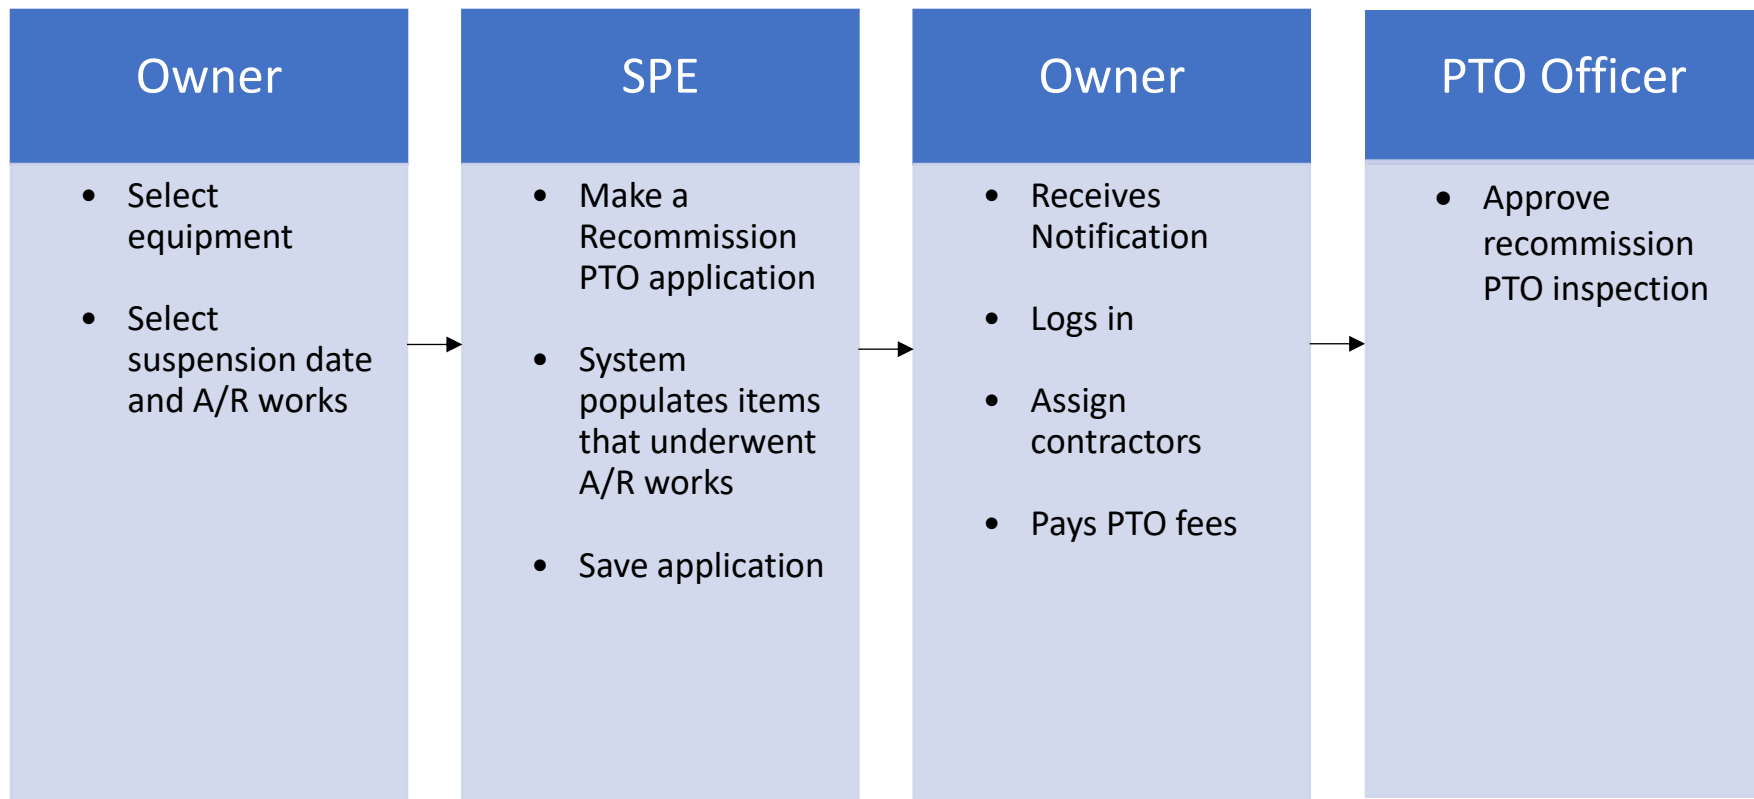 Owner
• Select
equipment
• Select
suspension date
and A/R works
SPE
• Make a
Recommission
PTO application
• System
populates items
that underwent
A/R works
• Save application
Owner
• Receives
Notification
• Logs in
• Assign
contractors
• Pays PTO fees
PTO Officer
• Approve
recommission
PTO inspection